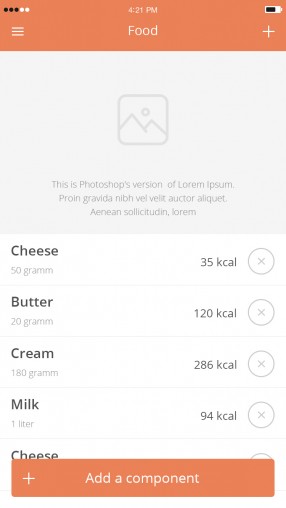 4:21 PM
Food
This is Photoshop's version of Lorem Ipsum.
Proin gravida nibh vel velit auctor aliquet.
Aenean sollicitudin, lorem
Cheese
50 gramm
35 kcal
Butter
20 gramm
120 kcal
Cream
180 gramm
286 kcal
Milk
1 liter
94 kcal
Cheese
Add a component